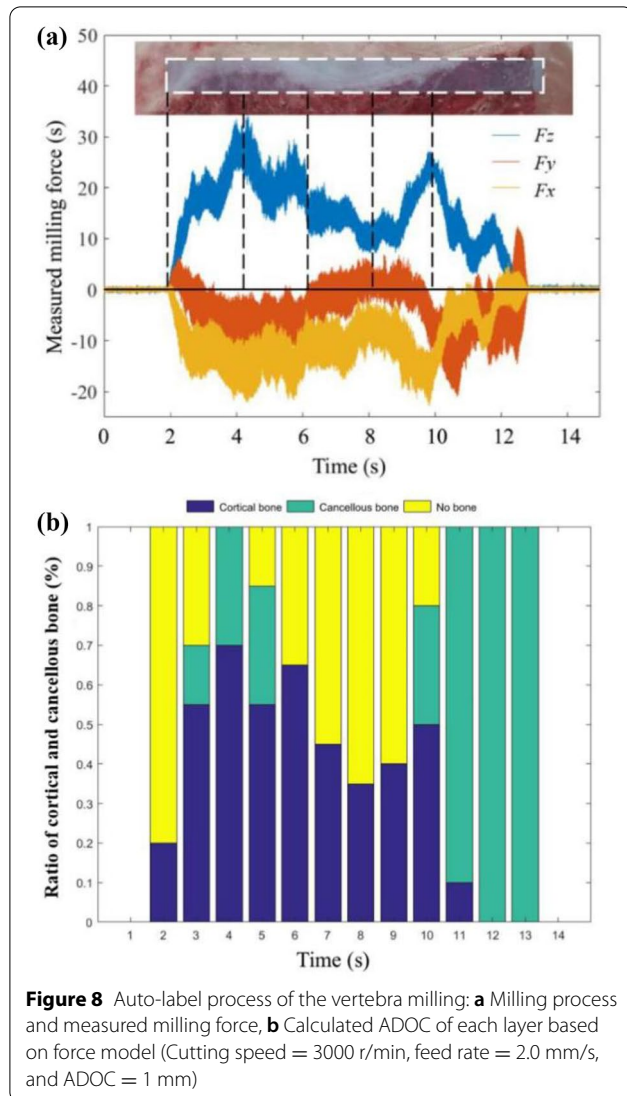 (a)
50
40
30
20
10
0
-10
-20
Measured milling force (s)
Fz
Fy
Fx
0 2 4 6 8 10 12 14
Time (s)
Cortical bone Cancellous bone No bone
(b)
1
0.9
0.8
0.7
0.6
0.5
0.4
0.3
0.2
0.1
0
Ratio of cortical and cancellous bone (%)
1 2 3 4 5 6 7 8 9 10 11 12 13 14
Time (s)
Figure 8 Auto-label process of the vertebra milling: a Milling process
and measured milling force, b Calculated ADOC of each layer based
on force model (Cutting speed = 3000 r/min, feed rate = 2.0 mm/s,
and ADOC = 1 mm)